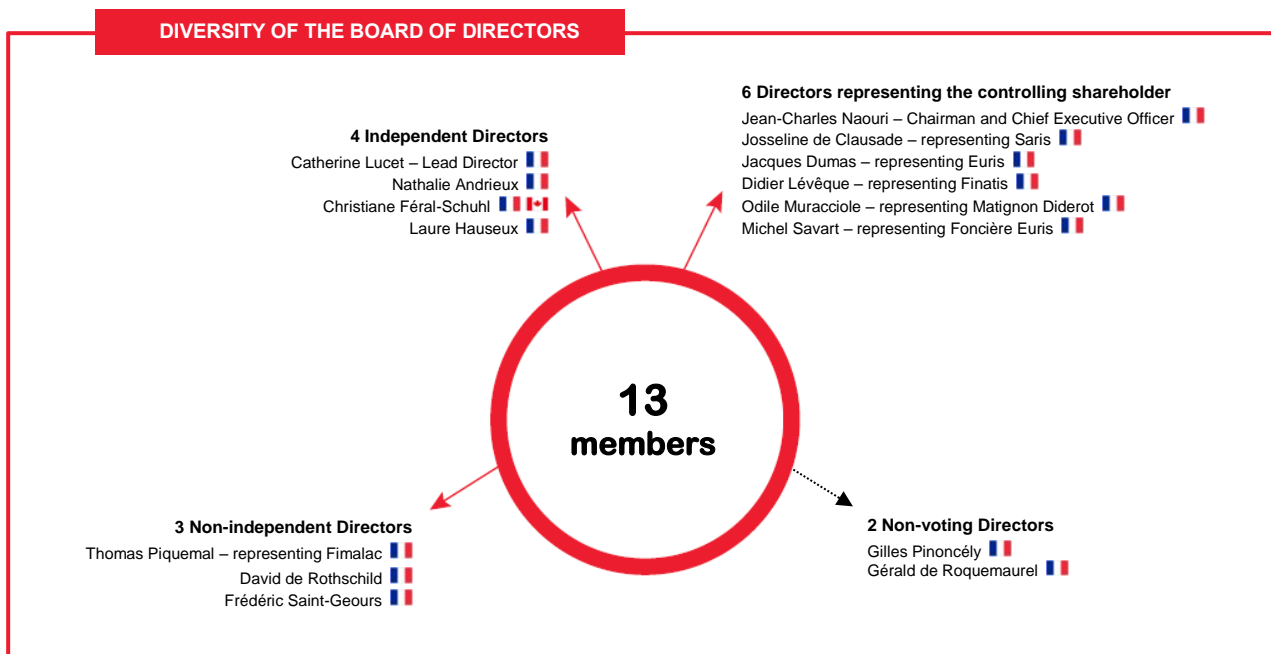 DIVERSITY OF THE BOARD OF DIRECTORS
4 Independent Directors
Catherine Lucet – Lead Director
Nathalie Andrieux
Christiane Féral-Schuhl
Laure Hauseux
6 Directors representing the controlling shareholder
Jean-Charles Naouri – Chairman and Chief Executive Officer
Josseline de Clausade – representing Saris
Jacques Dumas – representing Euris
Didier Lévêque – representing Finatis
Odile Muracciole – representing Matignon Diderot
Michel Savart – representing Foncière Euris
13
members
3 Non-independent Directors
Thomas Piquemal – representing Fimalac
David de Rothschild
Frédéric Saint-Geours
2 Non-voting Directors
Gilles Pinoncély
Gérald de Roquemaurel